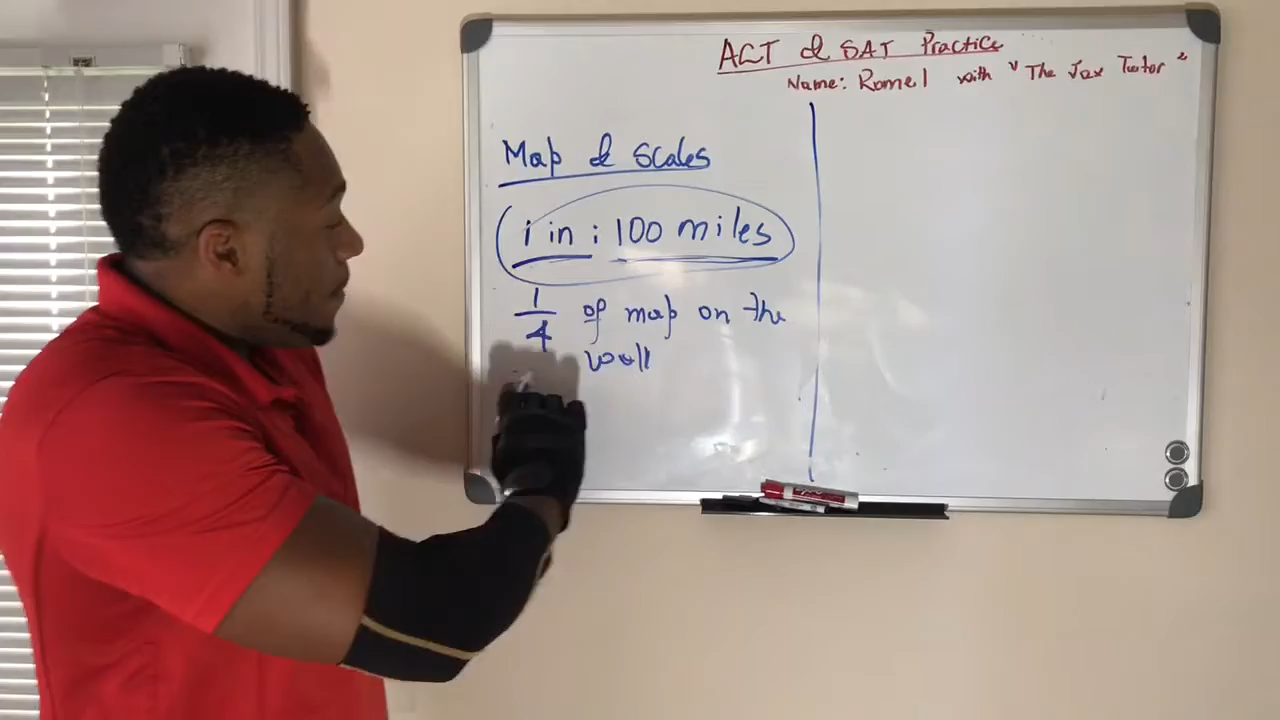 ACT & SAT Practice
Name: Romel with "The Jax Tutor"
Map & Scales
1 in : 100 miles
1/4 of map on the
wall